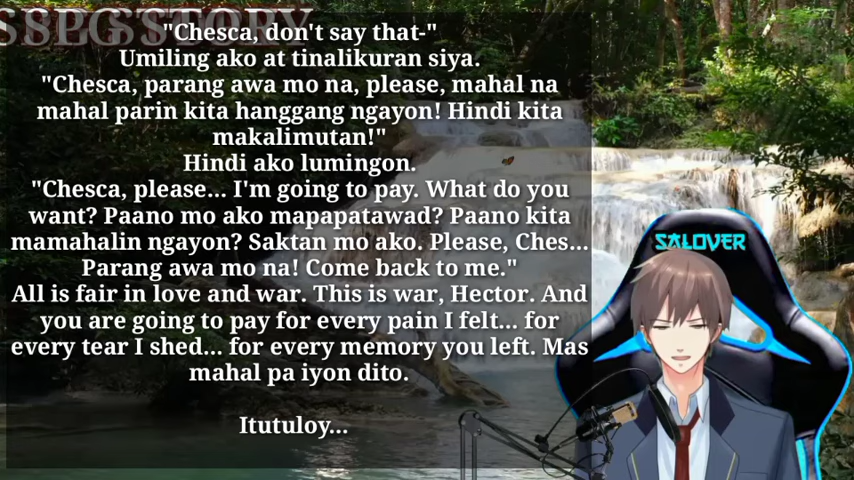 SSPG STORY
"Chesca, don't say that-"
Umiling ako at tinalikuran siya.
"Chesca, parang awa mo na, please, mahal na
mahal parin kita hanggang ngayon! Hindi kita
makalimutan!"
Hindi ako lumingon.
"Chesca, please... I'm going to pay. What do you
want? Paano mo ako mapapatawad? Paano kita
mamahalin ngayon? Saktan mo ako. Please, Ches...
Parang awa mo na! Come back to me."
All is fair in love and war. This is war, Hector. And
you are going to pay for every pain I felt... for
every tear I shed... for every memory you left. Mas
mahal pa iyon dito.
Itutuloy...
SALOVER